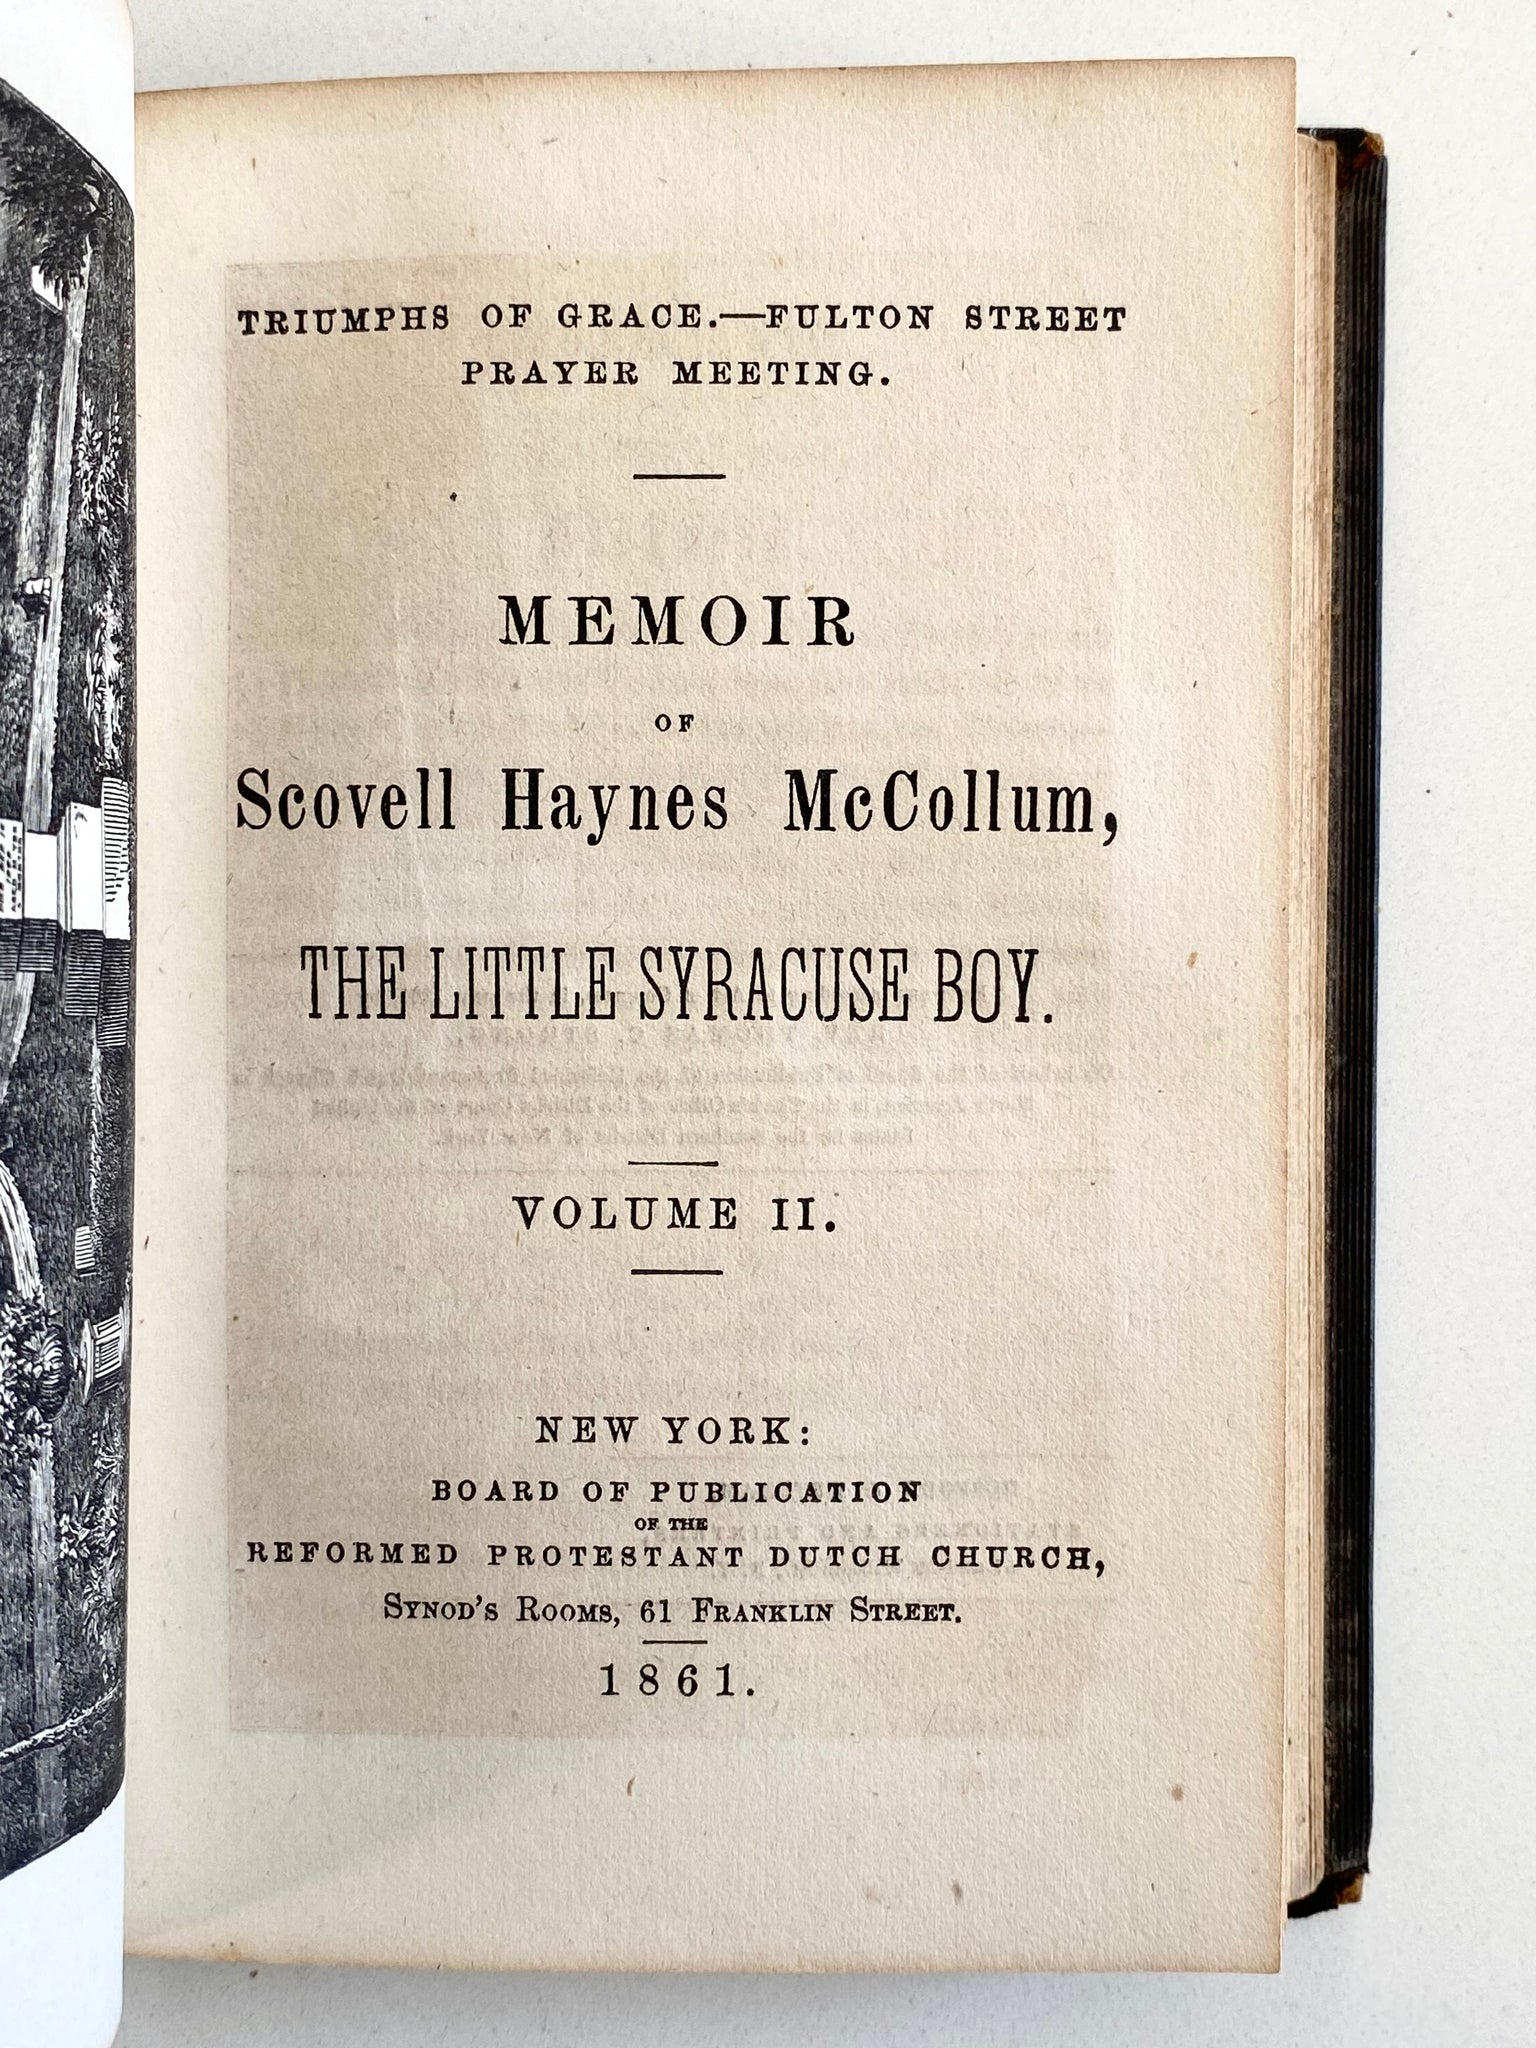 TRIUMPHS OF GRACE.—FULTON STREET
PRAYER MEETING.
MEMOIR
OF
Scovell Haynes McCollum,
THE LITTLE SYRACUSE BOY.
VOLUME II.
NEW YORK:
BOARD OF PUBLICATION
OF THE
REFORMED PROTESTANT DUTCH CHURCH,
SYNOD'S ROOMS, 61 FRANKLIN STREET.
1861.